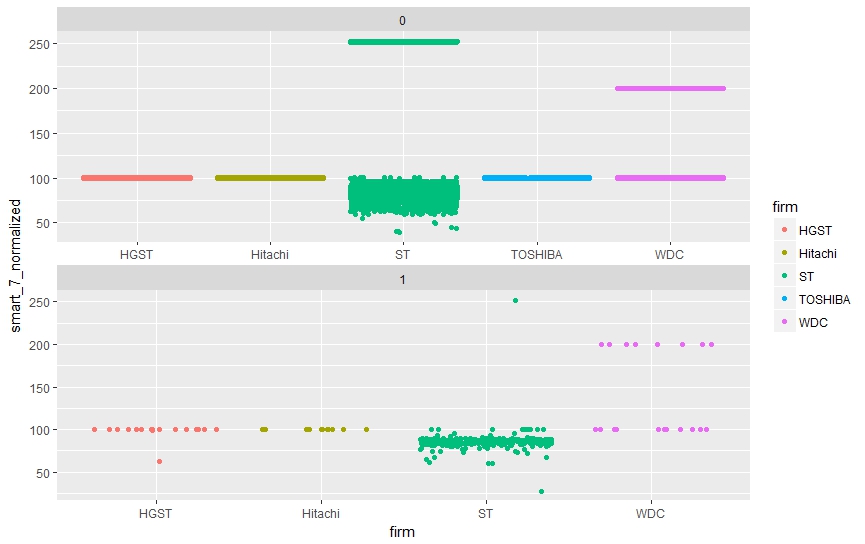 0
250
200
150
100
50
HGST Hitachi ST TOSHIBA WDC
smart_7_normalized
1
250
200
150
100
50
HGST Hitachi ST WDC
firm
firm
HGST
Hitachi
ST
TOSHIBA
WDC